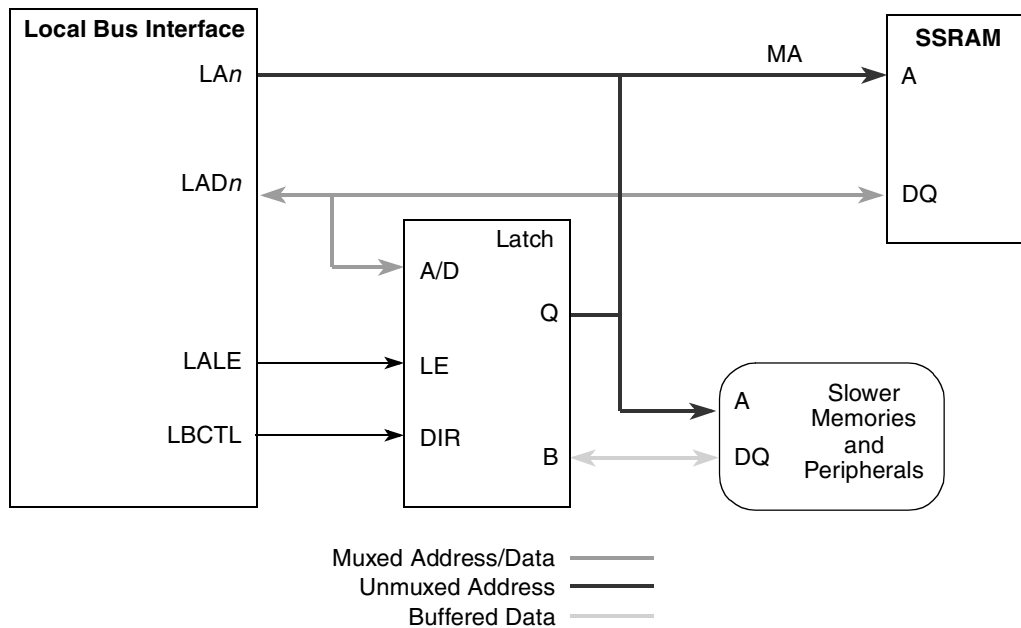 Local Bus Interface
LAn
LADn
LALE
LBCTL
Latch
A/D
LE
DIR
Q
B
MA
SSRAM
A
DQ
A
DQ
Slower
Memories
and
Peripherals
Muxed Address/Data
Unmuxed Address
Buffered Data